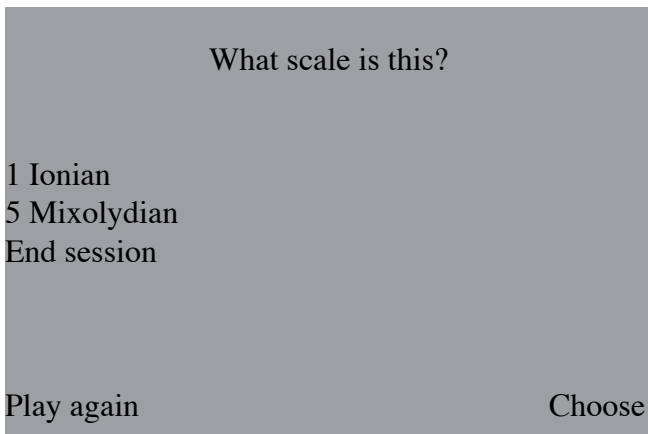 What scale is this?
1 Ionian
5 Mixolydian
End session
Play again
Choose